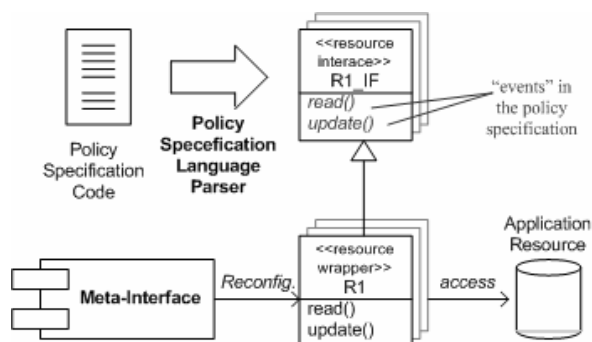 Policy
Specification
Code
Policy
Specefication
Language
Parser
<<resource
interace>>
R1_IF
read()
update()
"events" in
the policy
specification
Meta-Interface
Reconfig.
<<resource
wrapper>>
R1
read()
update()
access
Application
Resource